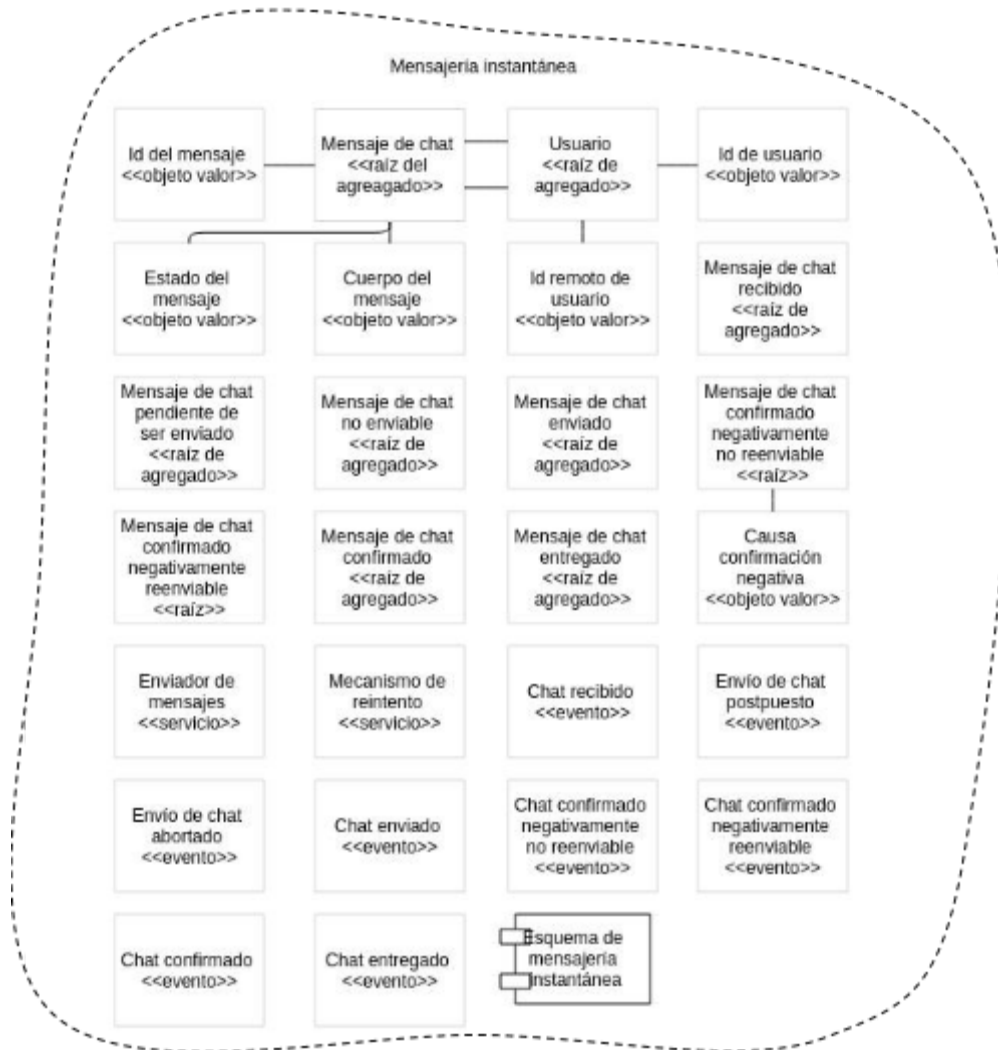 Mensajería instantánea
Id del mensaje
<<objeto valor>>
Mensaje de chat
<<raíz del
agreagado>>
Usuario
<<raíz de
agregado>>
Id de usuario
<<objeto valor>>
Estado del
mensaje
<<objeto valor>>
Cuerpo del
mensaje
<<objeto valor>>
Id remoto de
usuario
<<objeto valor>>
Mensaje de chat
recibido
<<raíz de
agregado>>
Mensaje de chat
pendiente de
ser enviado
<<raíz de
agregado>>
Mensaje de chat
no enviable
<<raíz de
agregado>>
Mensaje de chat
enviado
<<raíz de
agregado>>
Mensaje de chat
confirmado
negativamente
no reenviable
<<raíz>>
Mensaje de chat
confirmado
negativamente
reenviable
<<raíz>>
Mensaje de chat
confirmado
<<raíz de
agregado>>
Mensaje de chat
entregado
<<raíz de
agregado>>
Causa
confirmación
negativa
<<objeto valor>>
Enviador de
mensajes
<<servicio>>
Mecanismo de
reintento
<<servicio>>
Chat recibido
<<evento>>
Envío de chat
postpuesto
<<evento>>
Envío de chat
abortado
<<evento>>
Chat enviado
<<evento>>
Chat confirmado
negativamente
no reenviable
<<evento>>
Chat confirmado
negativamente
reenviable
<<evento>>
Chat confirmado
<<evento>>
Chat entregado
<<evento>>
Esquema de
mensajería
instantánea